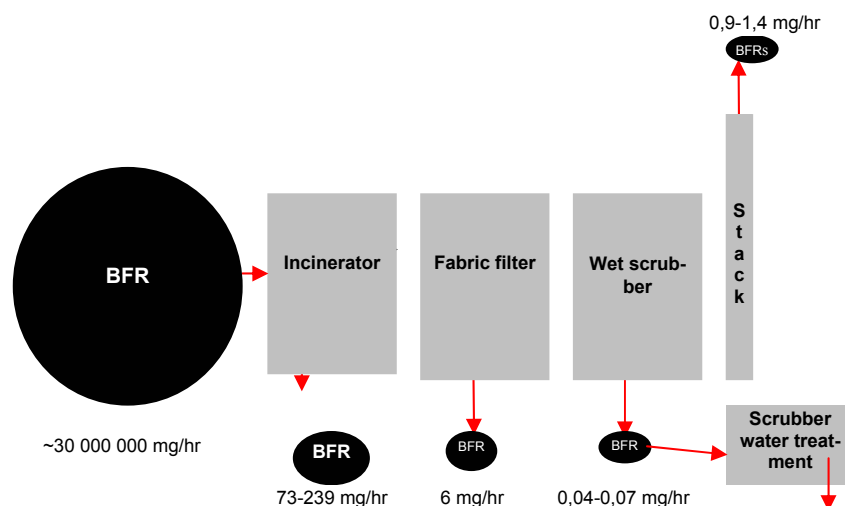 0,9-1,4 mg/hr
BFRs
BFR
Incinerator
Fabric filter
Wet scrub-
ber
S
t
a
c
k
~30 000 000 mg/hr
BFR
73-239 mg/hr
BFR
6 mg/hr
BFR
0,04-0,07 mg/hr
Scrubber
water treat-
ment